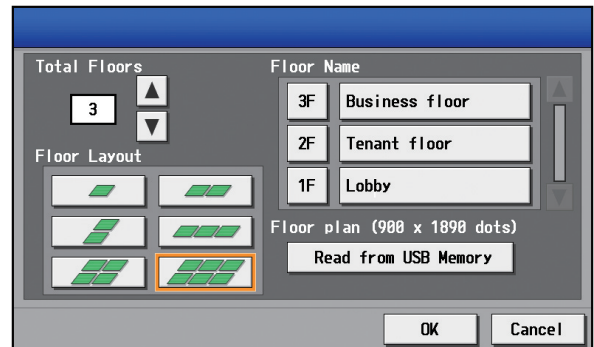 Total Floors
3
Floor Layout
Floor Name
3F Business floor
2F Tenant floor
1F Lobby
Floor plan (900 x 1890 dots)
Read from USB Memory
OK Cancel